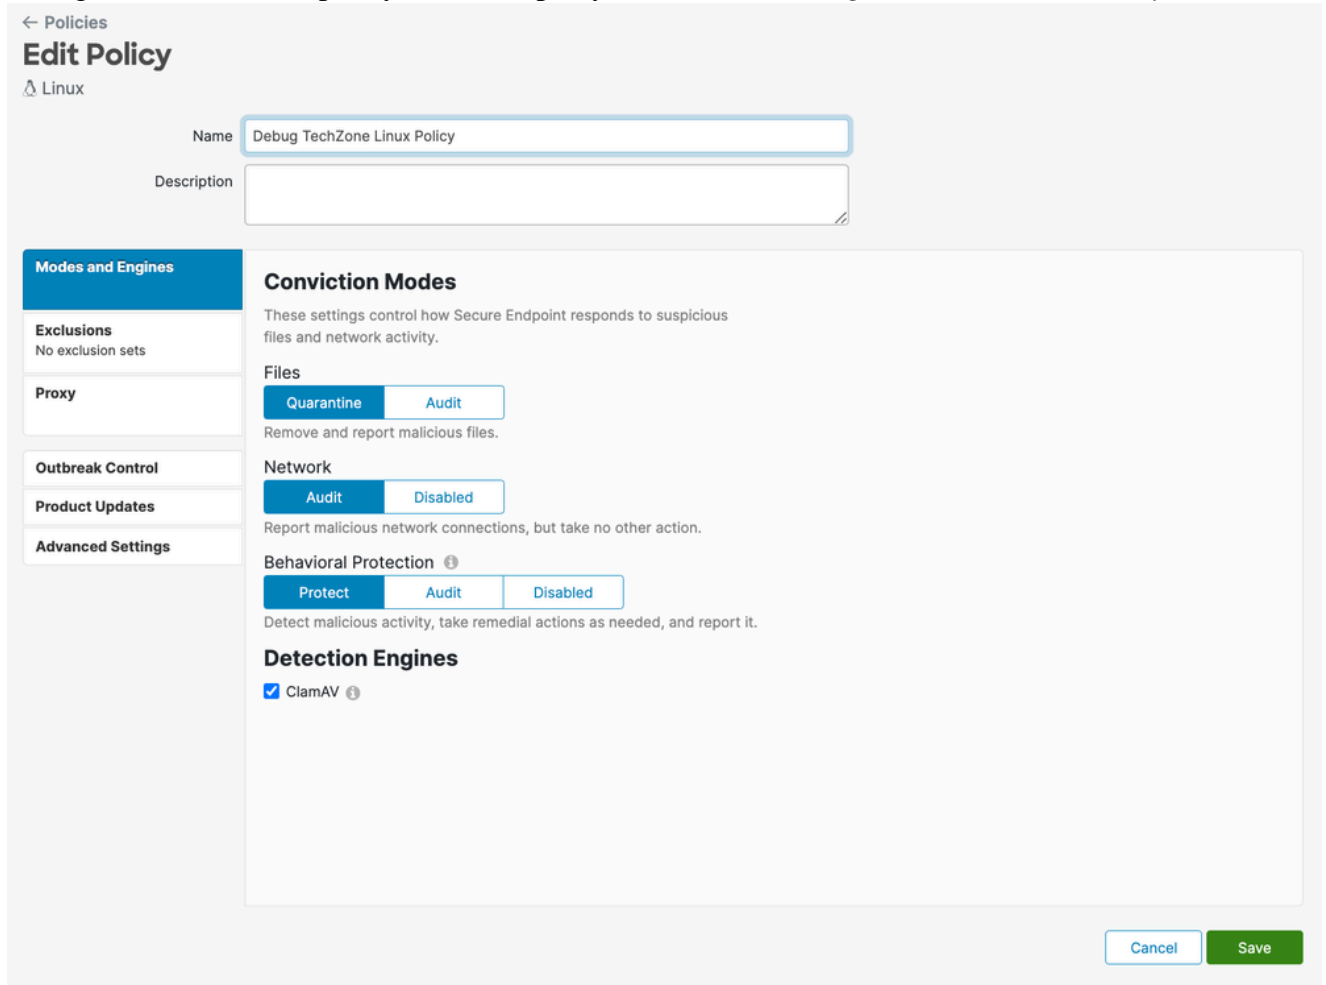 ← Policies
Edit Policy
Linux
Name
Debug TechZone Linux Policy
Description
Modes and Engines
Exclusions
No exclusion sets
Proxy
Outbreak Control
Product Updates
Advanced Settings
Conviction Modes
These settings control how Secure Endpoint responds to suspicious
files and network activity.
Files
Quarantine Audit
Remove and report malicious files.
Network
Audit Disabled
Report malicious network connections, but take no other action.
Behavioral Protection
Protect Audit Disabled
Detect malicious activity, take remedial actions as needed, and report it.
Detection Engines
ClamAV
Cancel Save